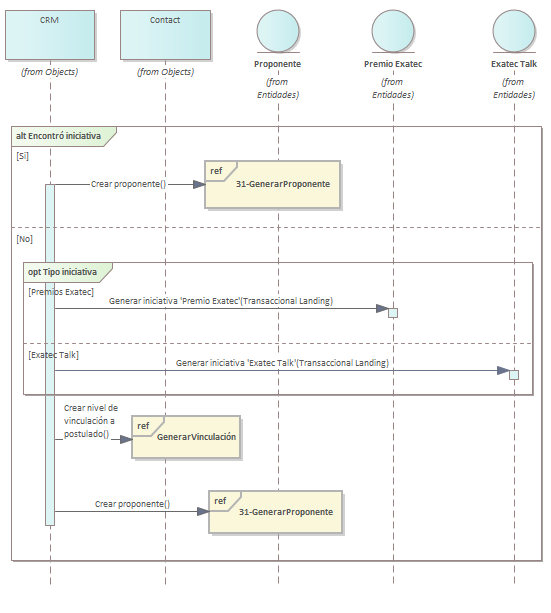 CRM
Contact
(from Objects)
(from Objects)
Proponente
Premio Exatec
Exatec Talk
(from
Entidades)
(from
Entidades)
(from
Entidades)
alt Encontró iniciativa
[Si]
ref
31-GenerarProponente
Crear proponente()
[No]
opt Tipo iniciativa
[Premios Exatec]
Generar iniciativa 'Premio Exatec'(Transaccional Landing)
[Exatec Talk]
Generar iniciativa 'Exatec Talk'(Transaccional Landing)
Crear nivel de
vinculación a
postulado()
ref
GenerarVinculación
ref
31-GenerarProponente
Crear proponente()